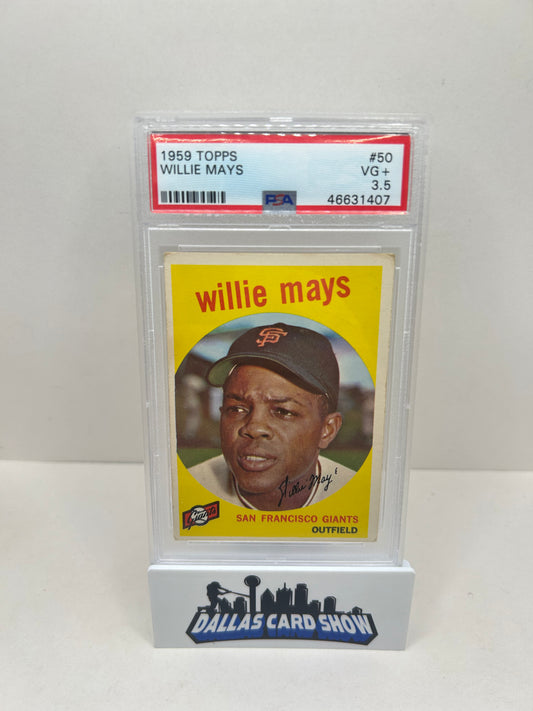 1959 TOPPS #50
WILLIE MAYS VG+
3.5
PSA 46631407
willie mays
SF
Willie Mays
Giants
SAN FRANCISCO GIANTS
OUTFIELD
DALLAS CARD SHOW